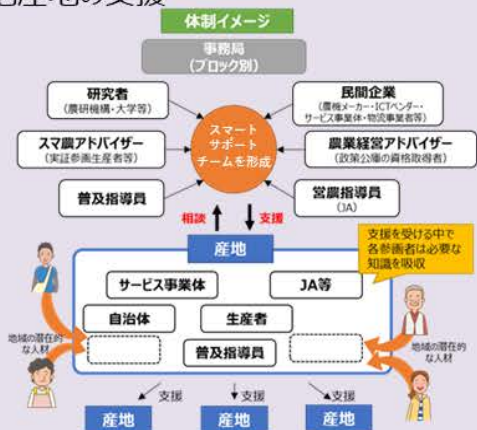 産地の支援
体制イメージ
事務局
(ブロック別)
研究者
(農研機構・大学等)
民間企業
(農機メーカー・ICTベンダー・
サービス事業体・物流事業者等)
スマ農アドバイザー
(実証参画生産者等)
スマート
サポート
チームを形成
農業経営アドバイザー
(政策公庫の資格取得者)
普及指導員
営農指導員
(JA)
相談
支援
産地
支援を受ける中で
各参画者は必要な
知識を吸収
サービス事業体
JA等
自治体
生産者
普及指導員
地域の潜在的
な人材
地域の潜在的
な人材
支援
支援
支援
産地
産地
産地